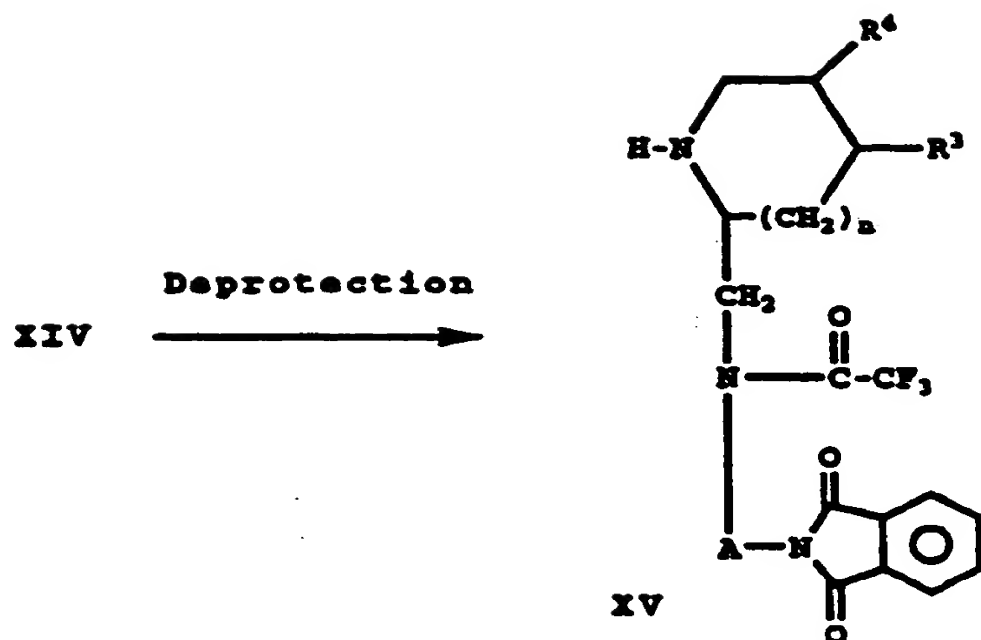 R⁴
H-N
R³
(CH₂)ₙ
CH₂
Deprotection
XIV
O
N
C-CF₃
O
A
N
XV
O